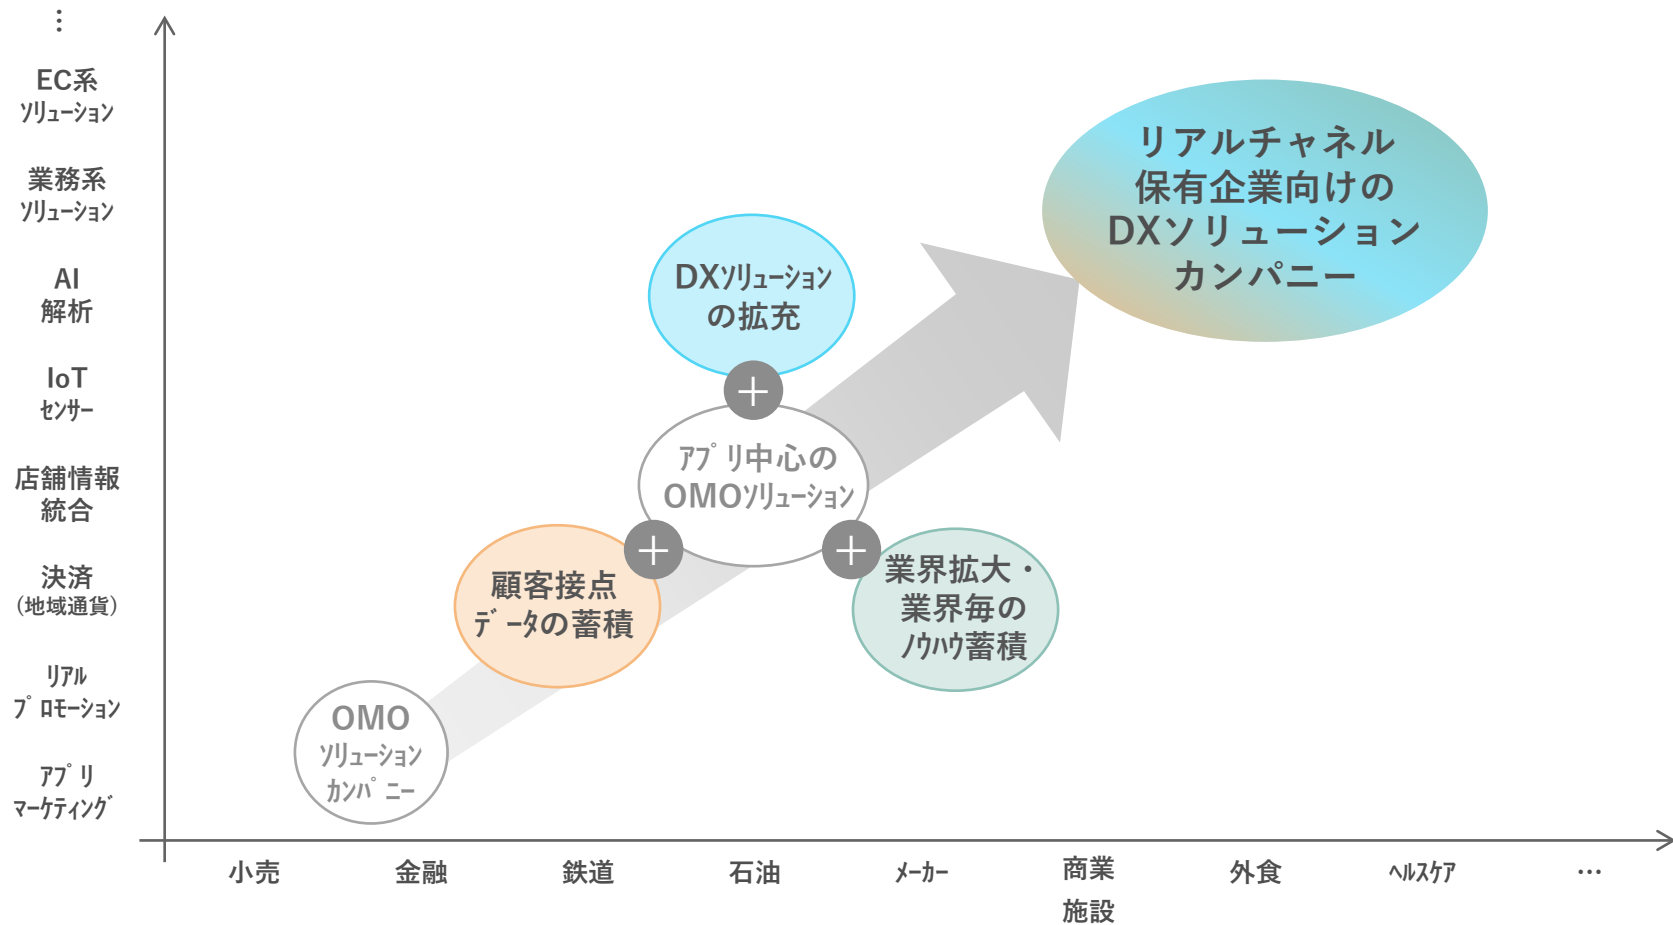 ⋮
EC系
ｿﾘｭｰｼｮﾝ
業務系
ｿﾘｭｰｼｮﾝ
AI
解析
IoT
ｾﾝｻｰ
店舗情報
統合
決済
（地域通貨）
ﾘｱﾙ
ﾌﾟﾛﾓｰｼｮﾝ
ｱﾌﾟﾘ
ﾏｰｹﾃｨﾝｸﾞ
リアルチャネル
保有企業向けの
DXソリューション
カンパニー
DXｿﾘｭｰｼｮﾝ
の拡充
＋
ｱﾌﾟﾘ中心の
OMOｿﾘｭｰｼｮﾝ
＋
＋
顧客接点
ﾃﾞｰﾀの蓄積
業界拡大・
業界毎の
ﾉｳﾊｳ蓄積
OMO
ｿﾘｭｰｼｮﾝ
ｶﾝﾊﾟﾆｰ
小売
金融
鉄道
石油
ﾒｰｶｰ
商業
施設
外食
ﾍﾙｽｹｱ
…